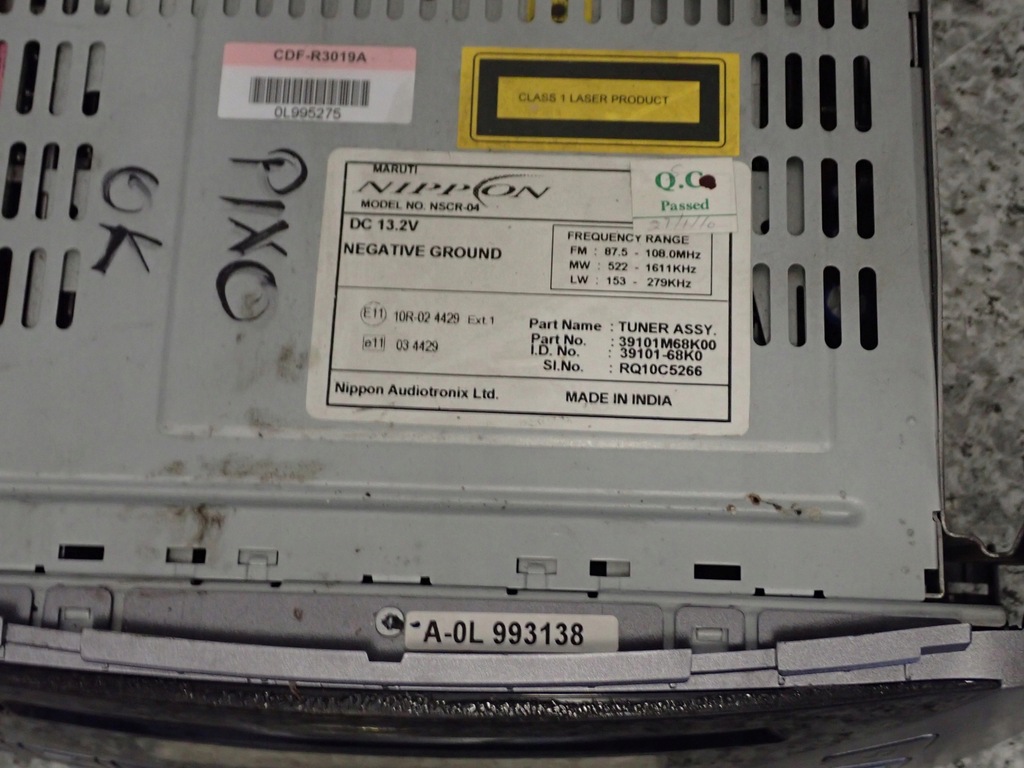 CDF-R3019A
0L995275
CLASS 1 LASER PRODUCT
OK
PIXO
MARUTI
NIPPON
MODEL NO. NSCR-04
Q.C
Passed
DC 13.2V
NEGATIVE GROUND
FREQUENCY RANGE
FM : 87.5 - 108.0MHz
MW : 522 - 1611KHz
LW : 153 - 279KHz
E11 10R-02 4429 Ext.1
e11 03 4429
Part Name : TUNER ASSY.
Part No. : 39101M68K00
I.D. No. : 39101-68K0
Sl.No. : RQ10C5266
Nippon Audiotronix Ltd. MADE IN INDIA
A-0L 993138